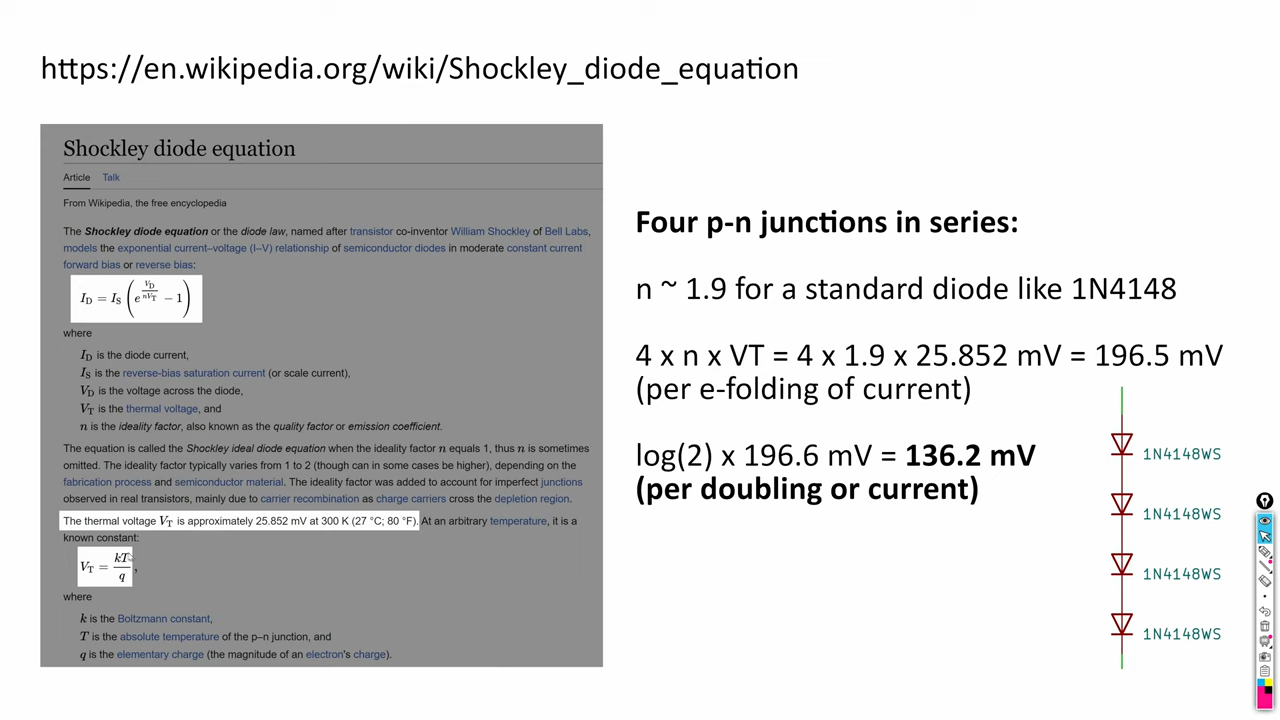 https://en.wikipedia.org/wiki/Shockley_diode_equation
Shockley diode equation
Article Talk
From Wikipedia, the free encyclopedia
The Shockley diode equation or the diode law, named after transistor co-inventor William Shockley of Bell Labs,
models the exponential current–voltage (I–V) relationship of semiconductor diodes in moderate constant current
forward bias or reverse bias:
I_D = I_S ( e^{V_D / nV_T} − 1 )
where
I_D is the diode current,
I_S is the reverse-bias saturation current (or scale current),
V_D is the voltage across the diode,
V_T is the thermal voltage, and
n is the ideality factor, also known as the quality factor or emission coefficient.
The equation is called the Shockley ideal diode equation when the ideality factor n equals 1, thus n is sometimes
omitted. The ideality factor typically varies from 1 to 2 (though can in some cases be higher), depending on the
fabrication process and semiconductor material. The ideality factor was added to account for imperfect junctions
observed in real transistors, mainly due to carrier recombination as charge carriers cross the depletion region.
The thermal voltage V_T is approximately 25.852 mV at 300 K (27 °C; 80 °F). At an arbitrary temperature, it is a
known constant:
V_T = kT / q ,
where
k is the Boltzmann constant,
T is the absolute temperature of the p–n junction, and
q is the elementary charge (the magnitude of an electron's charge).
Four p-n junctions in series:
n ~ 1.9 for a standard diode like 1N4148
4 x n x VT = 4 x 1.9 x 25.852 mV = 196.5 mV
(per e-folding of current)
log(2) x 196.6 mV = 136.2 mV
(per doubling or current)
1N4148WS
1N4148WS
1N4148WS
1N4148WS